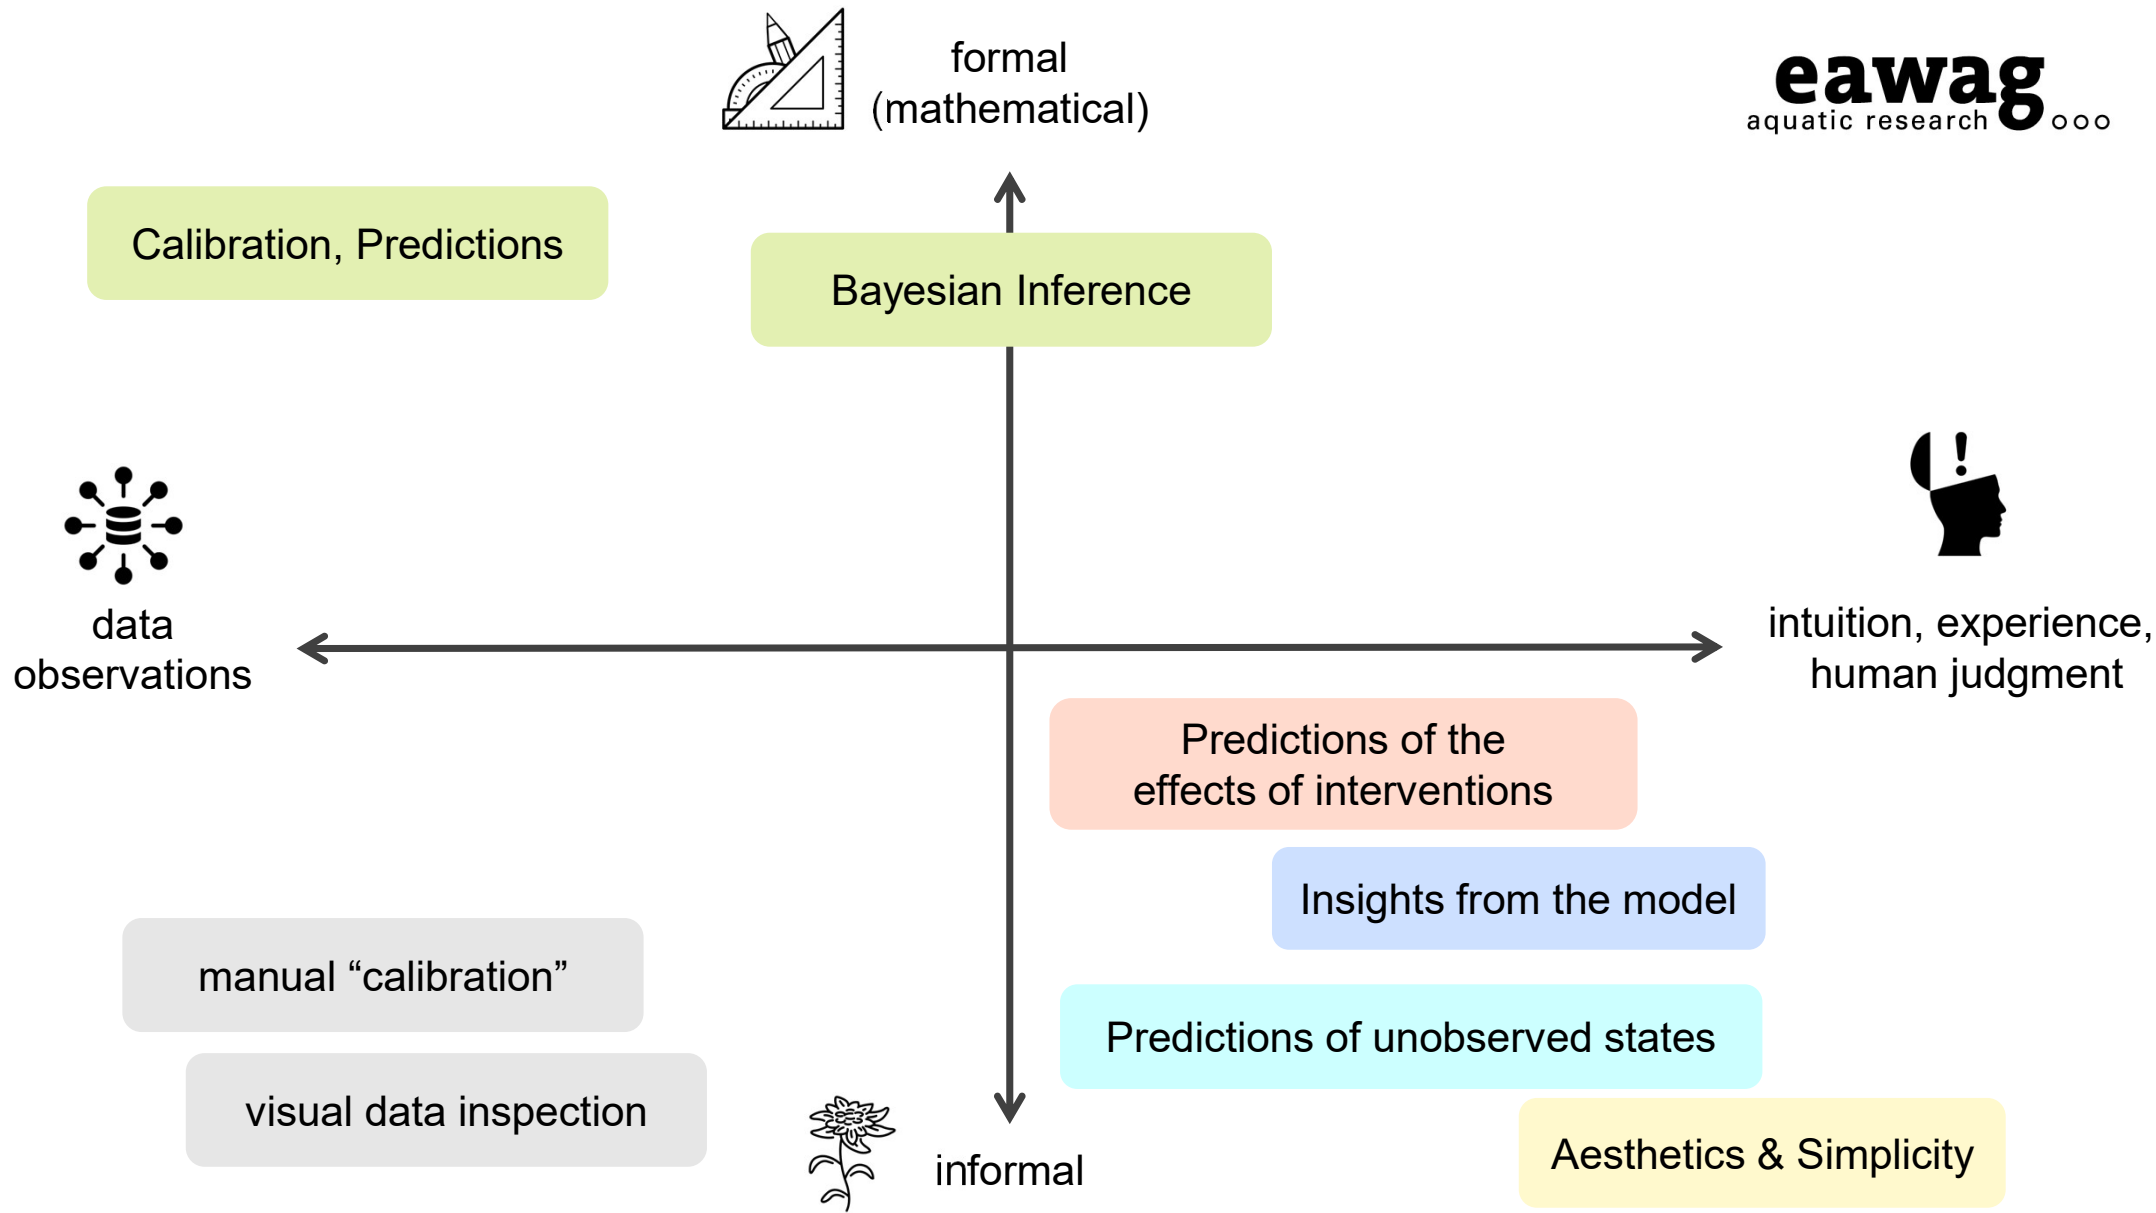 formal
(mathematical)
eawag
aquatic research
Calibration, Predictions
Bayesian Inference
!
data
observations
intuition, experience,
human judgment
Predictions of the
effects of interventions
Insights from the model
manual “calibration”
Predictions of unobserved states
visual data inspection
informal
Aesthetics & Simplicity